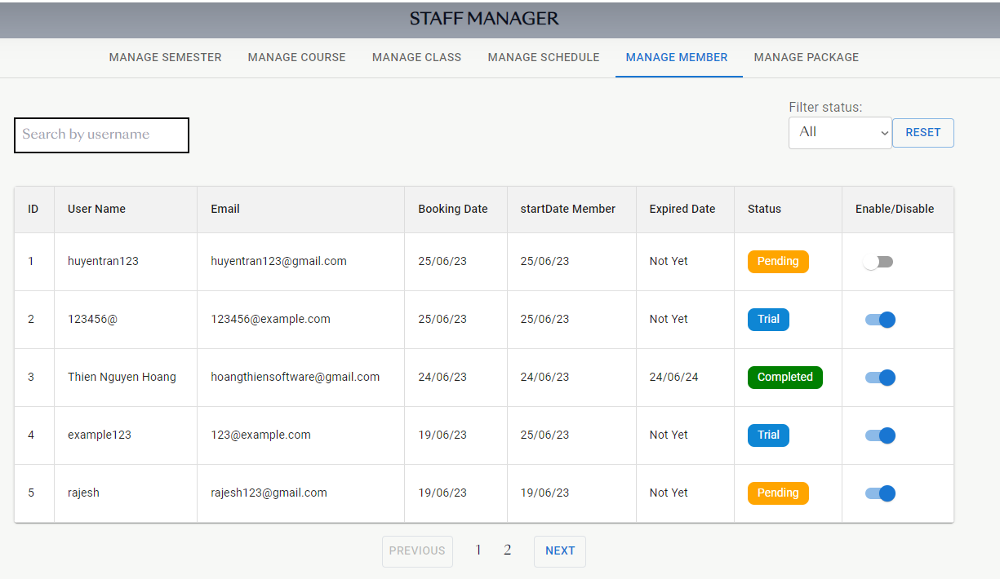 STAFF MANAGER
MANAGE SEMESTER MANAGE COURSE MANAGE CLASS MANAGE SCHEDULE MANAGE MEMBER MANAGE PACKAGE
Filter status:
Search by username All RESET
ID User Name Email Booking Date startDate Member Expired Date Status Enable/Disable
1 huyentran123 huyentran123@gmail.com 25/06/23 25/06/23 Not Yet Pending
2 123456@ 123456@example.com 25/06/23 25/06/23 Not Yet Trial
3 Thien Nguyen Hoang hoangthiensoftware@gmail.com 24/06/23 24/06/23 24/06/24 Completed
4 example123 123@example.com 19/06/23 25/06/23 Not Yet Trial
5 rajesh rajesh123@gmail.com 19/06/23 19/06/23 Not Yet Pending
PREVIOUS 1 2 NEXT